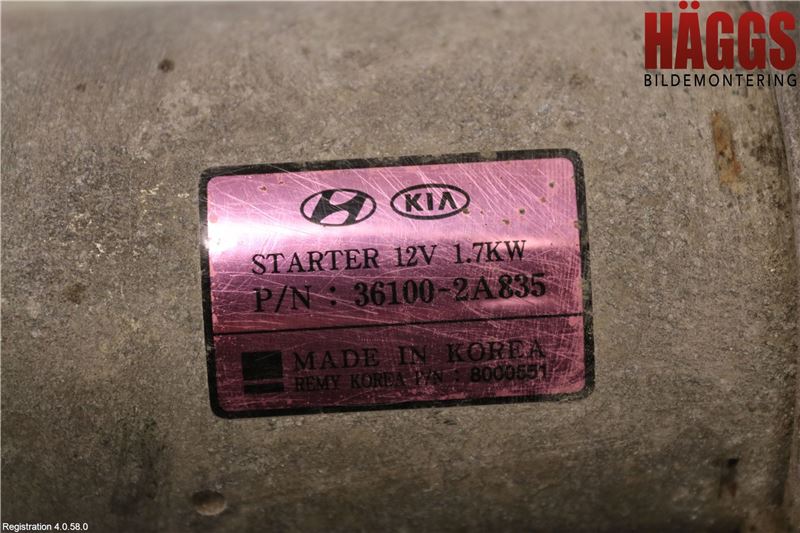 HÄGGS
BILDEMONTERING
KIA
STARTER 12V 1.7KW
P/N : 36100-2A835
MADE IN KOREA
REMY KOREA P/N : 8000551
Registration 4.0.58.0